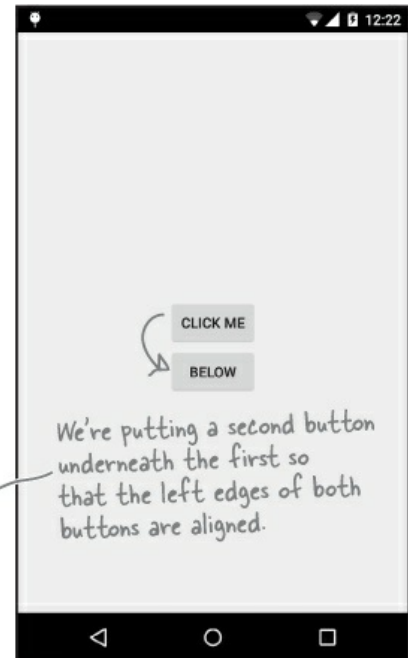 12:22
CLICK ME
BELOW
We're putting a second button
underneath the first so
that the left edges of both
buttons are aligned.